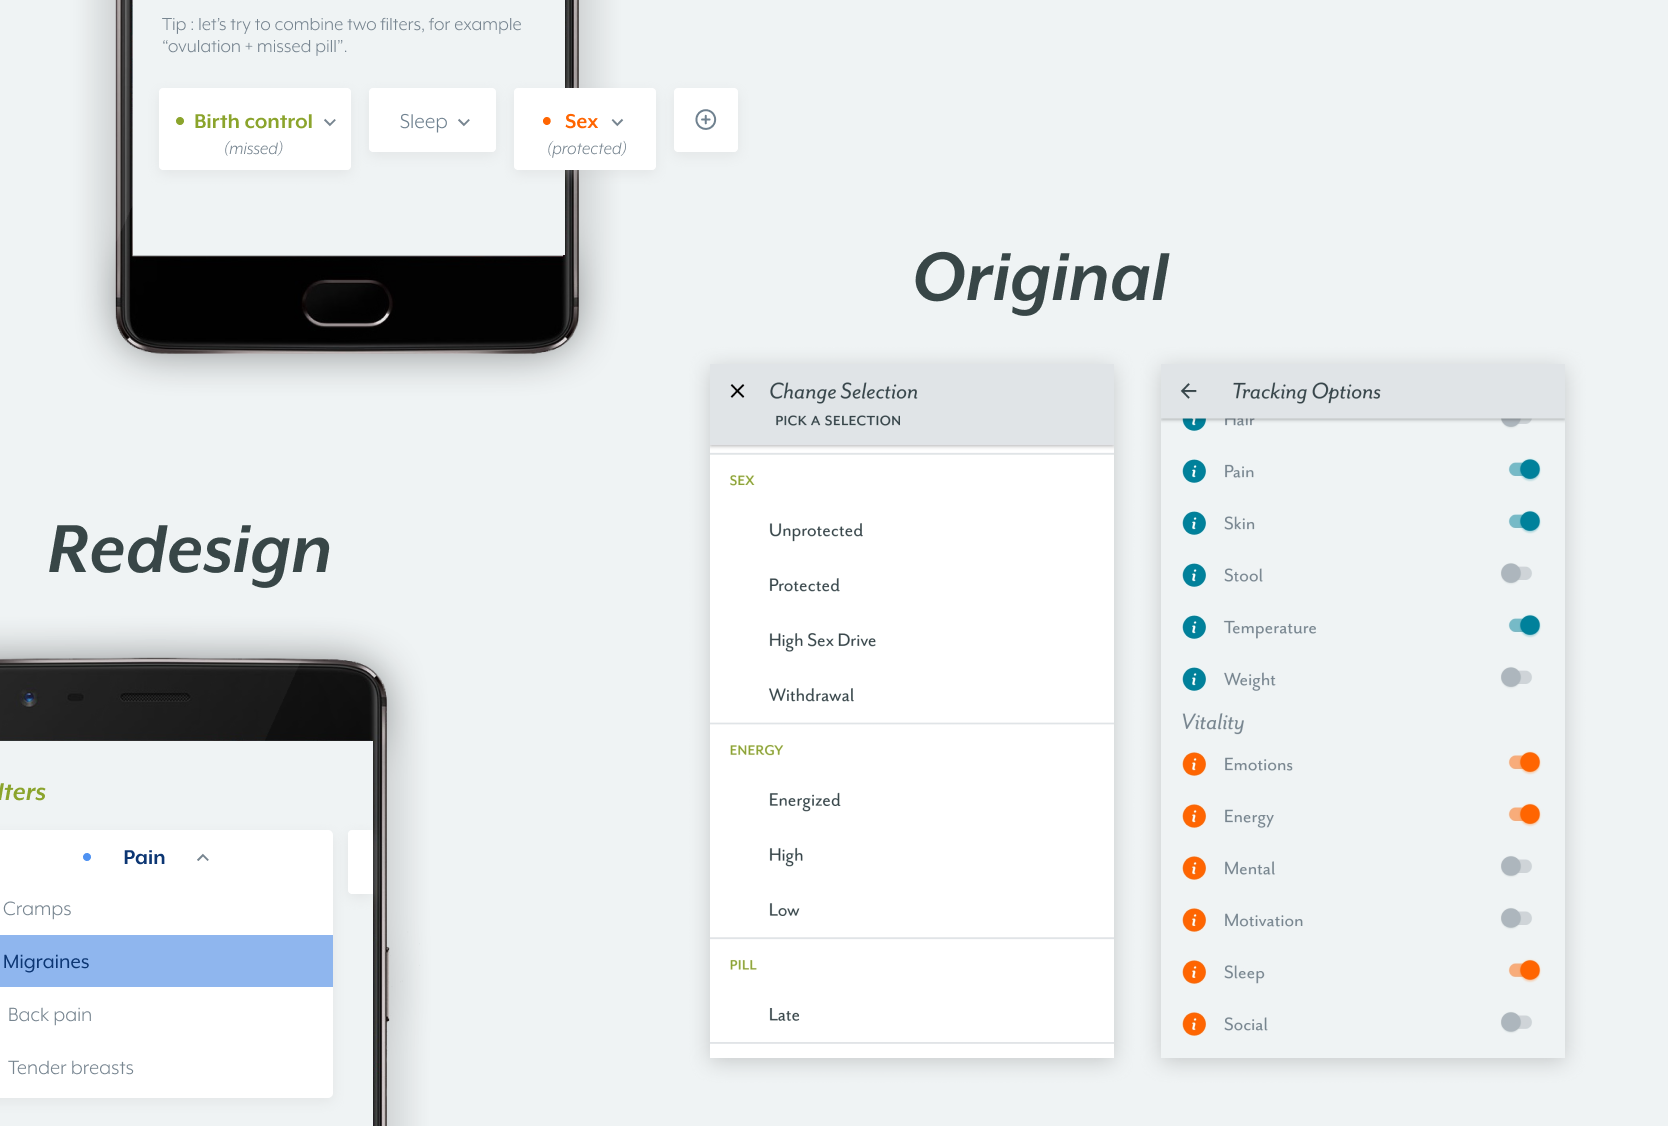 Tip : let's try to combine two filters, for example
“ovulation + missed pill”.
Birth control
(missed)
Sleep
Sex
(protected)
Original
Redesign
lters
Pain
Cramps
Migraines
Back pain
Tender breasts
Change Selection
PICK A SELECTION
SEX
Unprotected
Protected
High Sex Drive
Withdrawal
ENERGY
Energized
High
Low
PILL
Late
Tracking Options
Hair
Pain
Skin
Stool
Temperature
Weight
Vitality
Emotions
Energy
Mental
Motivation
Sleep
Social